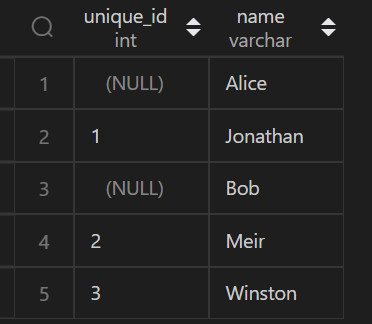 unique_id name
int varchar
1 (NULL) Alice
2 1 Jonathan
3 (NULL) Bob
4 2 Meir
5 3 Winston